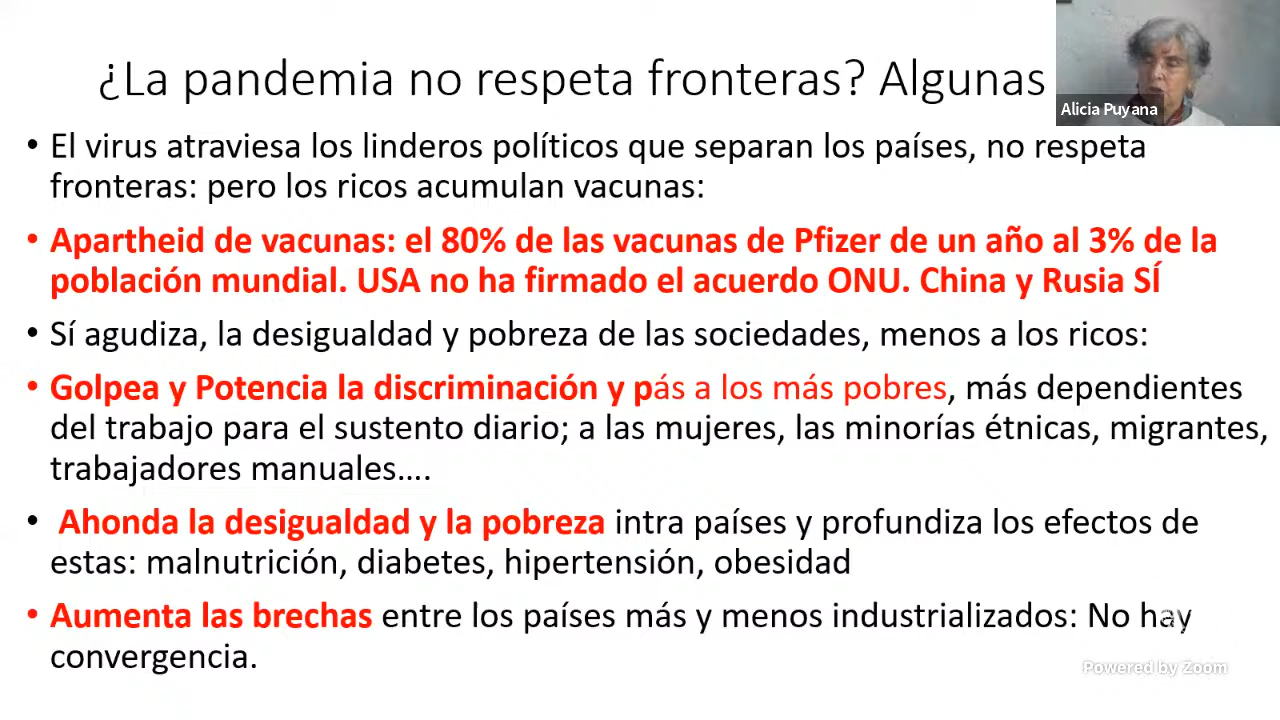 ¿La pandemia no respeta fronteras? Algunas
Alicia Puyana
• El virus atraviesa los linderos políticos que separan los países, no respeta
fronteras: pero los ricos acumulan vacunas:
• Apartheid de vacunas: el 80% de las vacunas de Pfizer de un año al 3% de la
población mundial. USA no ha firmado el acuerdo ONU. China y Rusia SÍ
• Sí agudiza, la desigualdad y pobreza de las sociedades, menos a los ricos:
• Golpea y Potencia la discriminación y pás a los más pobres, más dependientes
del trabajo para el sustento diario; a las mujeres, las minorías étnicas, migrantes,
trabajadores manuales….
• Ahonda la desigualdad y la pobreza intra países y profundiza los efectos de
estas: malnutrición, diabetes, hipertensión, obesidad
• Aumenta las brechas entre los países más y menos industrializados: No hay
convergencia.
Powered by Zoom